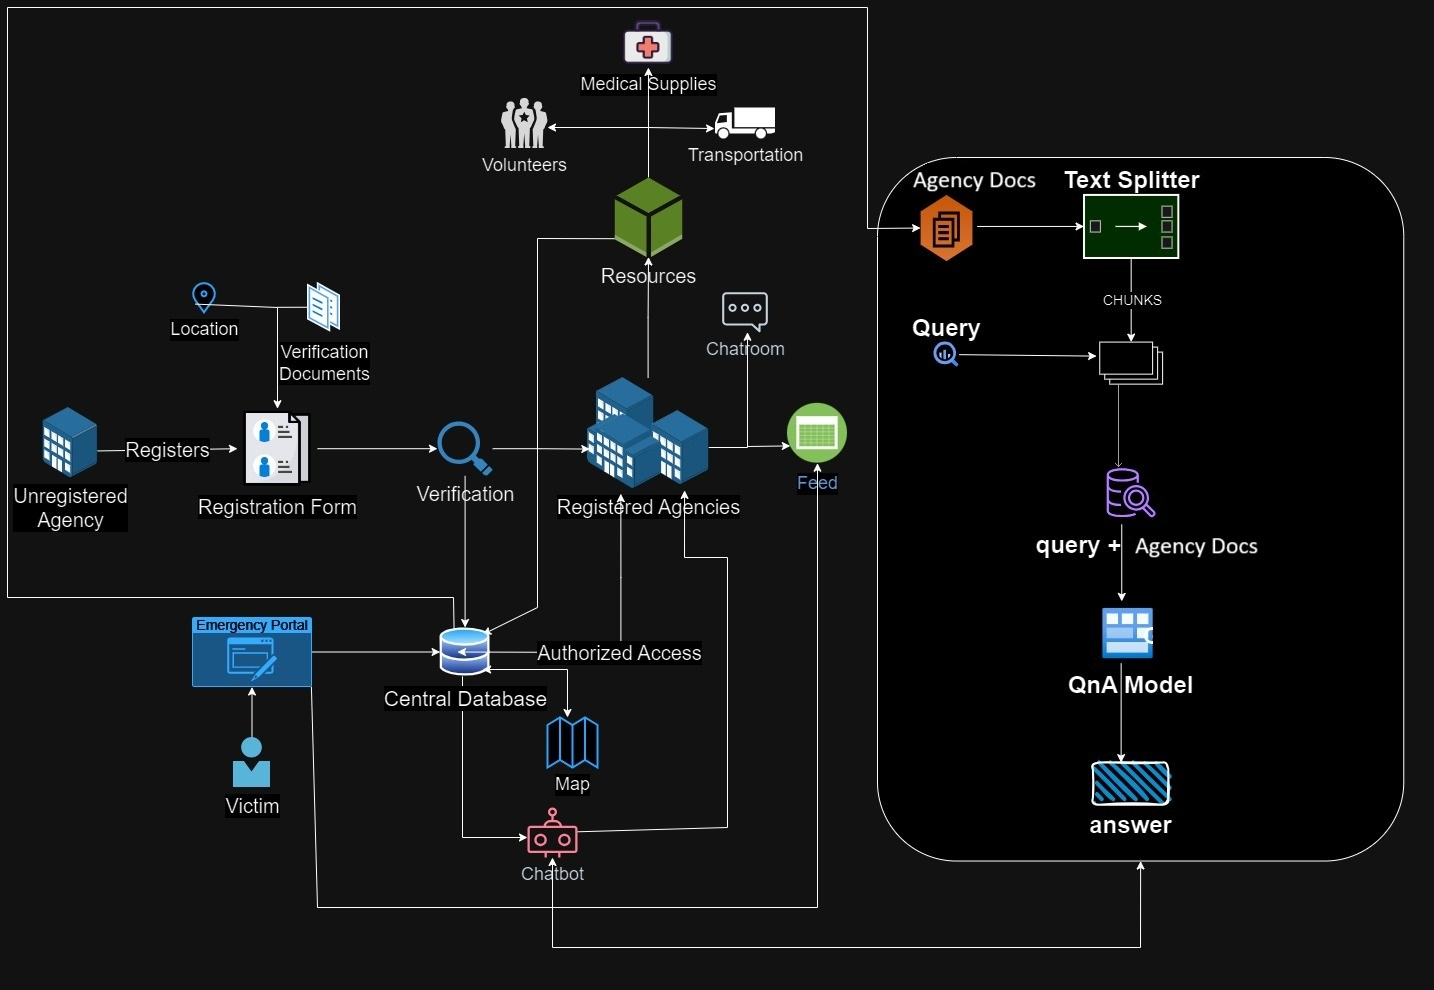 Medical Supplies
Volunteers
Transportation
Agency Docs
Text Splitter
Resources
CHUNKS
Location
Query
Chatroom
Verification
Documents
Registers
Feed
Unregistered
Agency
Registration Form
Verification
Registered Agencies
query +
Agency Docs
Emergency Portal
Authorized Access
Central Database
QnA Model
Map
Victim
answer
Chatbot